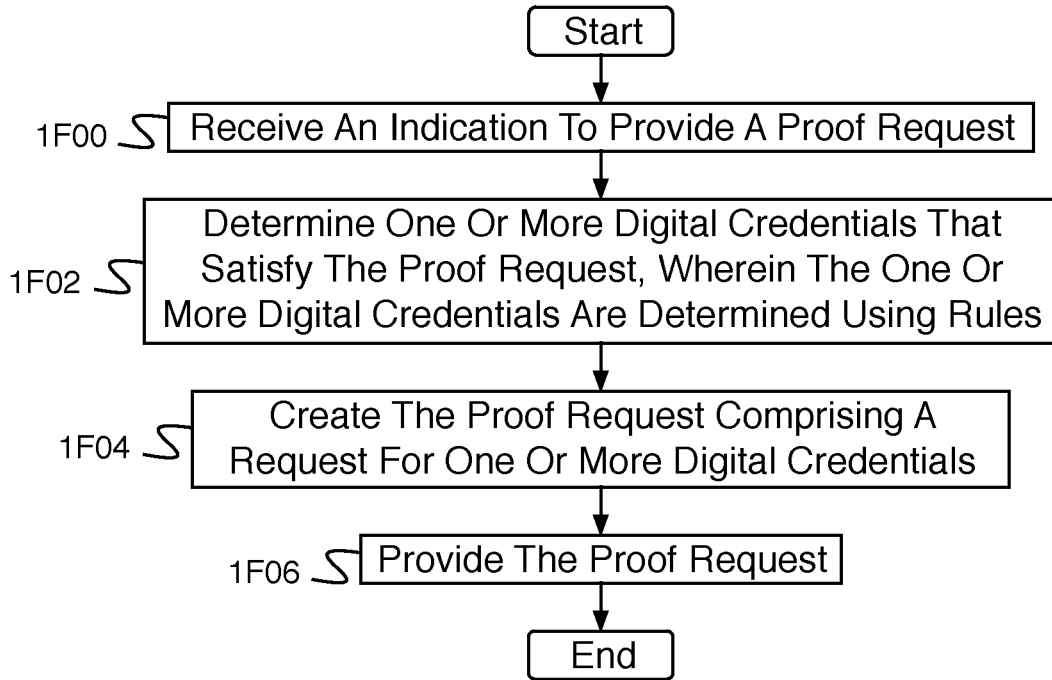 Start
1F00
Receive An Indication To Provide A Proof Request
1F02
Determine One Or More Digital Credentials That
Satisfy The Proof Request, Wherein The One Or
More Digital Credentials Are Determined Using Rules
1F04
Create The Proof Request Comprising A
Request For One Or More Digital Credentials
1F06
Provide The Proof Request
End